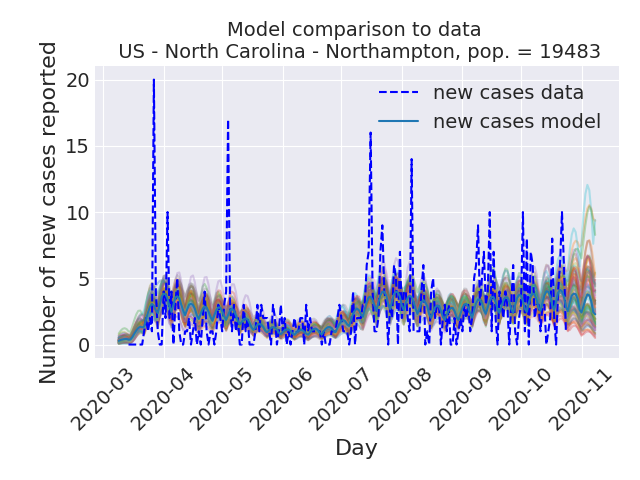 Model comparison to data
US - North Carolina - Northampton, pop. = 19483
Number of new cases reported
20
15
10
5
0
new cases data
new cases model
2020-03
2020-04
2020-05
2020-06
2020-07
2020-08
2020-09
2020-10
2020-11
Day